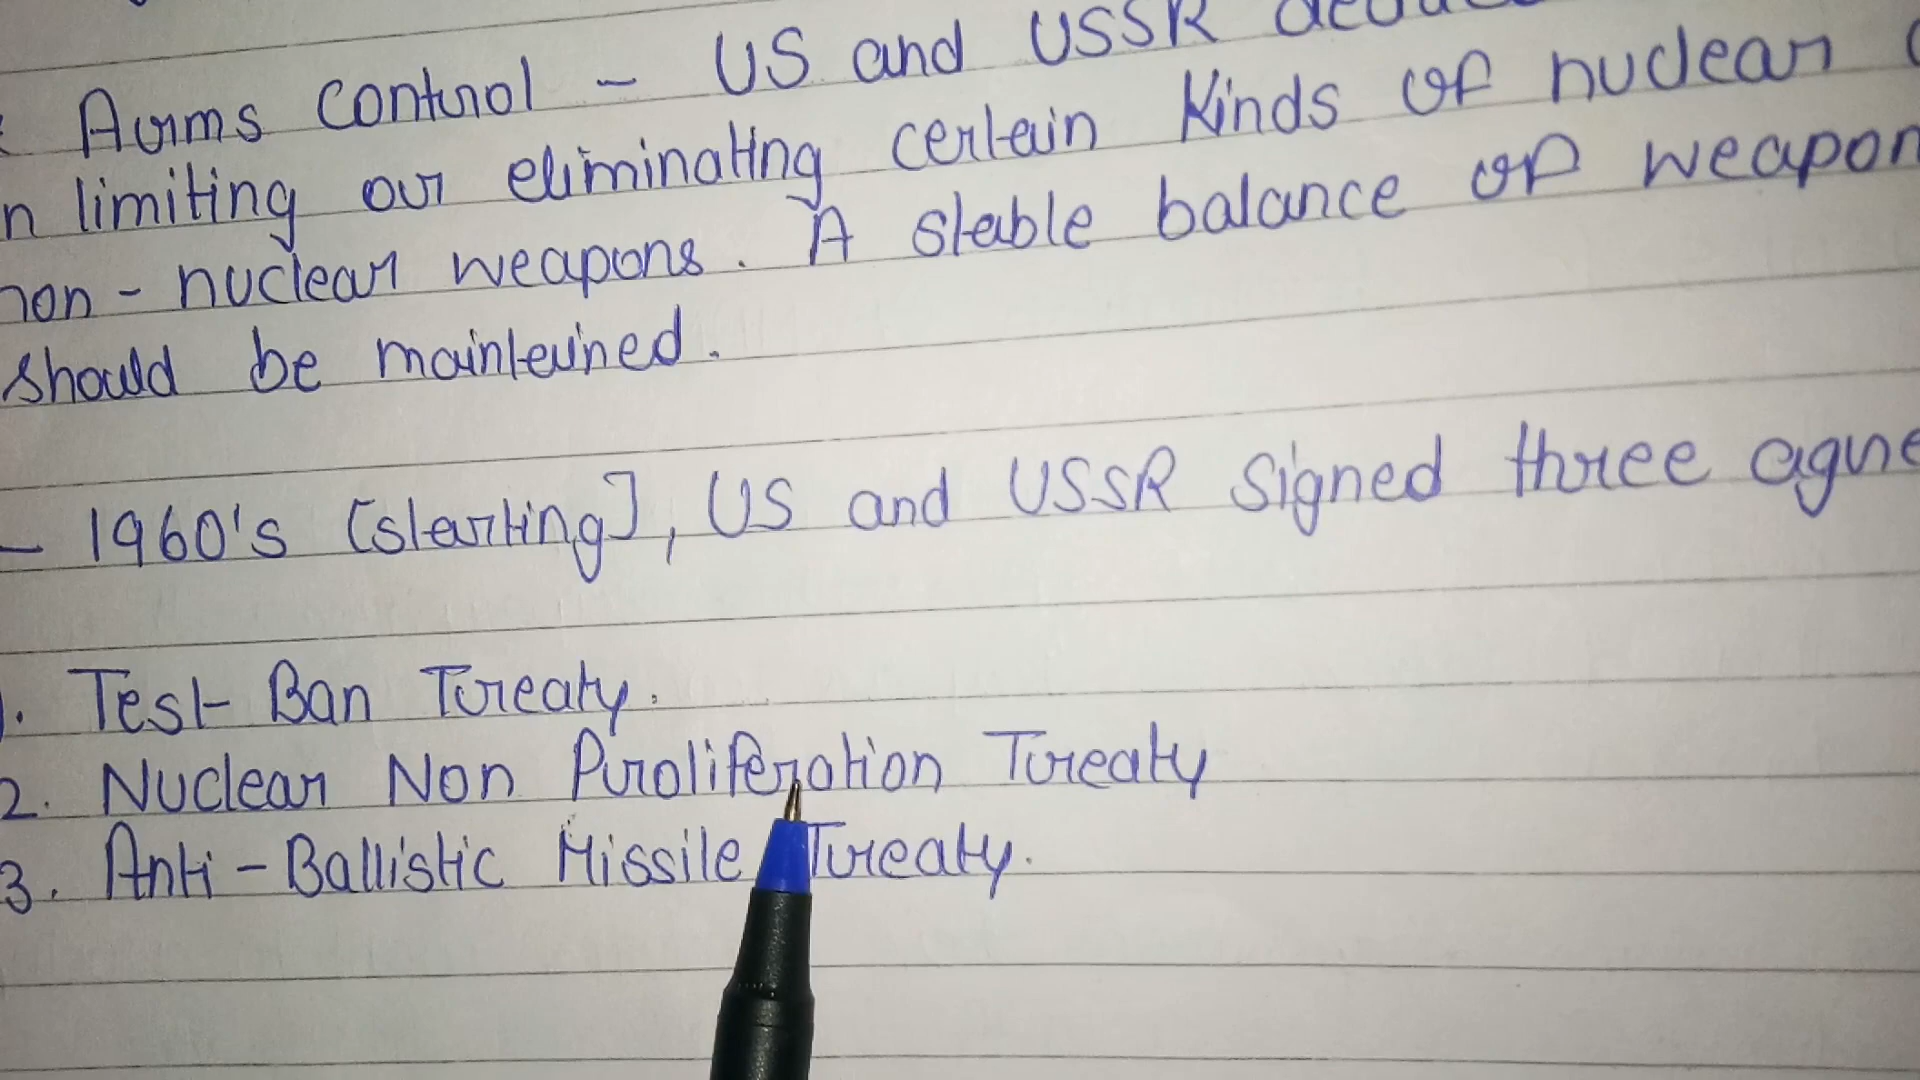 Arms control - US and USSR
n limiting or eliminating certain kinds of nuclear
non-nuclear weapons. A stable balance of weapon
should be maintained.
- 1960's [starting], US and USSR signed three agre
1. Test Ban Treaty.
2. Nuclear Non Proliferation Treaty
3. Anti-Ballistic Missile Treaty.